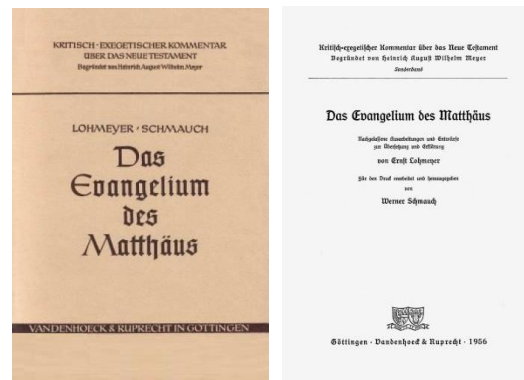 KRITISCH-EXEGETISCHER KOMMENTAR
ÜBER DAS NEUE TESTAMENT
Begründet von Heinrich August Wilhelm Meyer
LOHMEYER · SCHMAUCH
Das
Evangelium
des
Matthäus
VANDENHOECK & RUPRECHT IN GÖTTINGEN
Kritisch-exegetischer Kommentar über das Neue Testament
Begründet von Heinrich August Wilhelm Meyer
Sonderband
Das Evangelium des Matthäus
Nachgelassene Ausarbeitungen und Entwürfe
zur Übersetzung und Erklärung
von Ernst Lohmeyer
Für den Druck erarbeitet und herausgegeben
von
Werner Schmauch
Göttingen · Vandenhoeck & Ruprecht · 1956